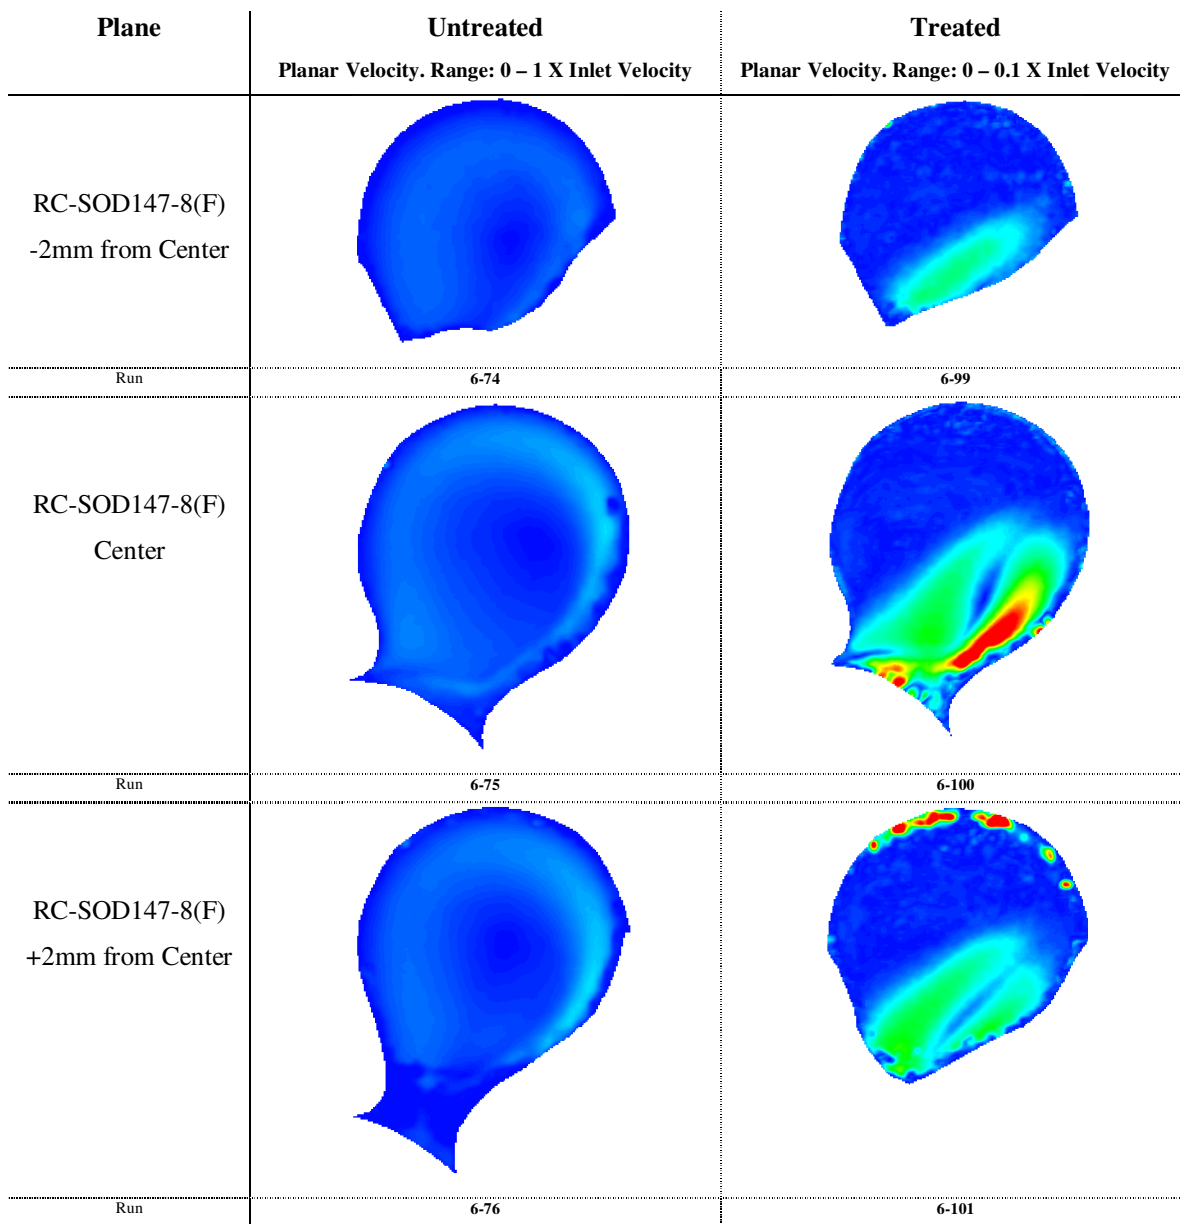 Plane
Untreated
Treated
Planar Velocity. Range: 0 – 1 X Inlet Velocity
Planar Velocity. Range: 0 – 0.1 X Inlet Velocity
RC-SOD147-8(F)
-2mm from Center
Run
6-74
6-99
RC-SOD147-8(F)
Center
Run
6-75
6-100
RC-SOD147-8(F)
+2mm from Center
Run
6-76
6-101